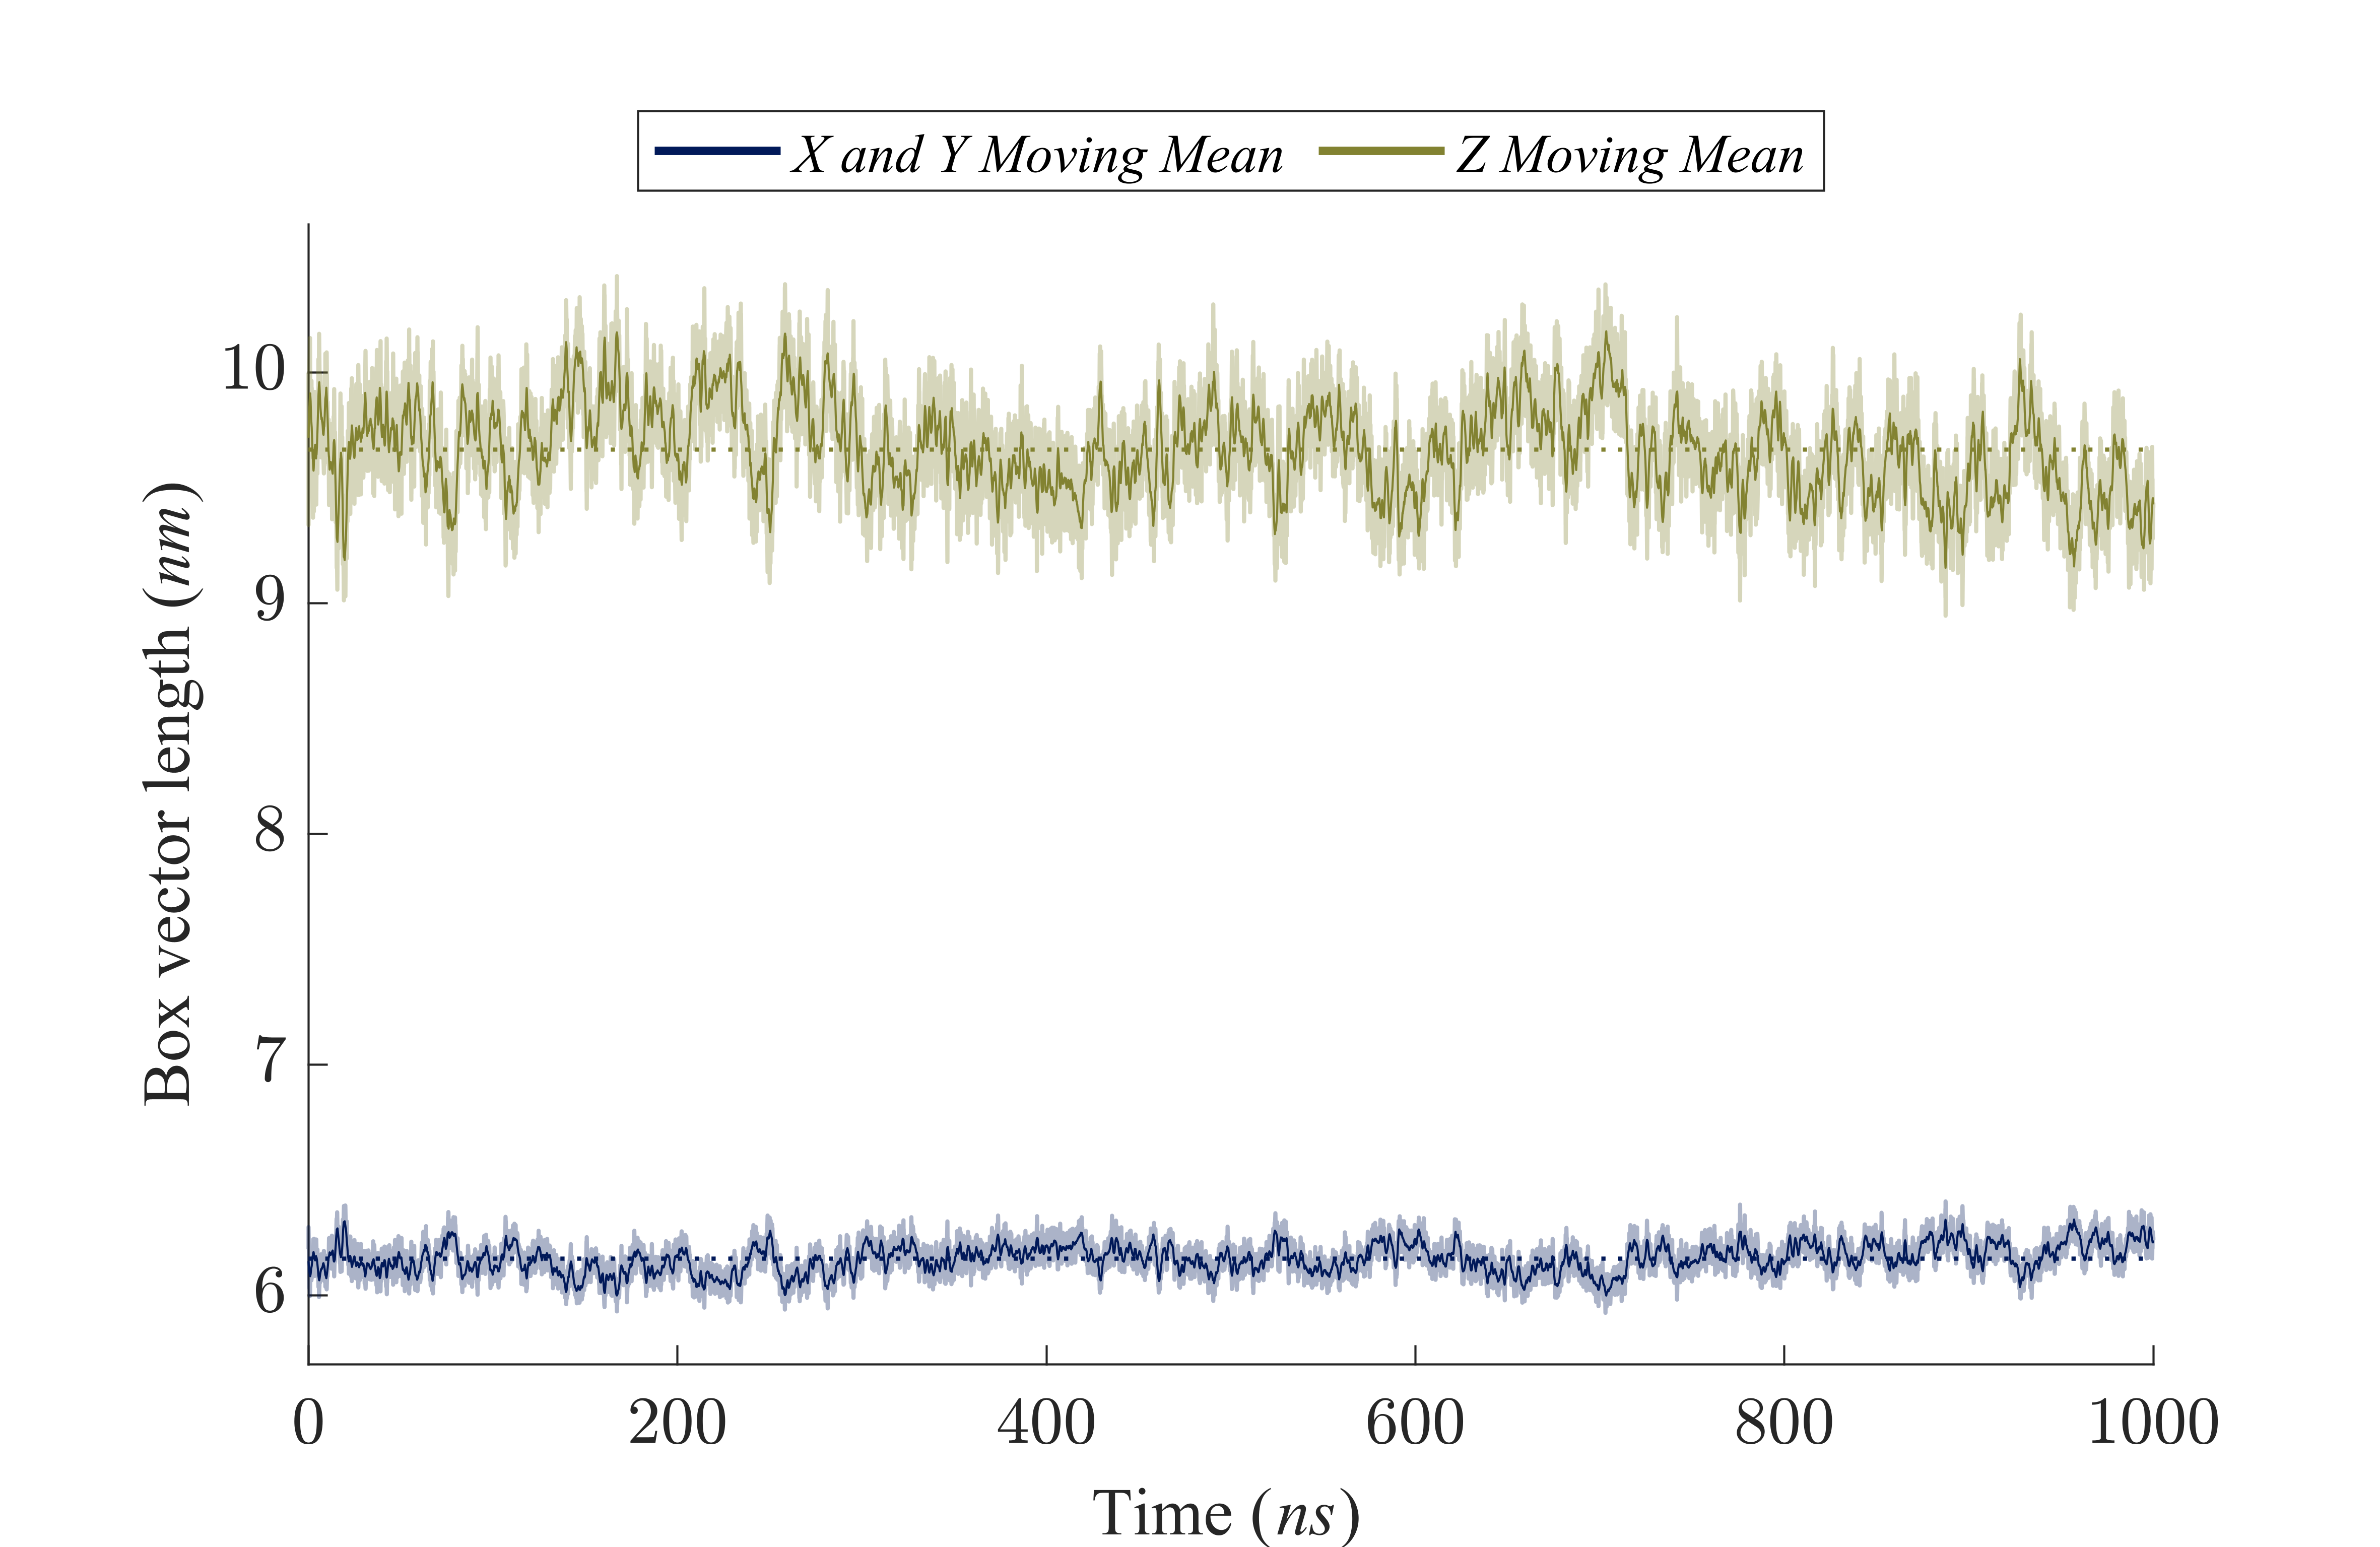 X and Y Moving Mean Z Moving Mean
Box vector length (nm)
10
9
8
7
6
0 200 400 600 800 1000
Time (ns)